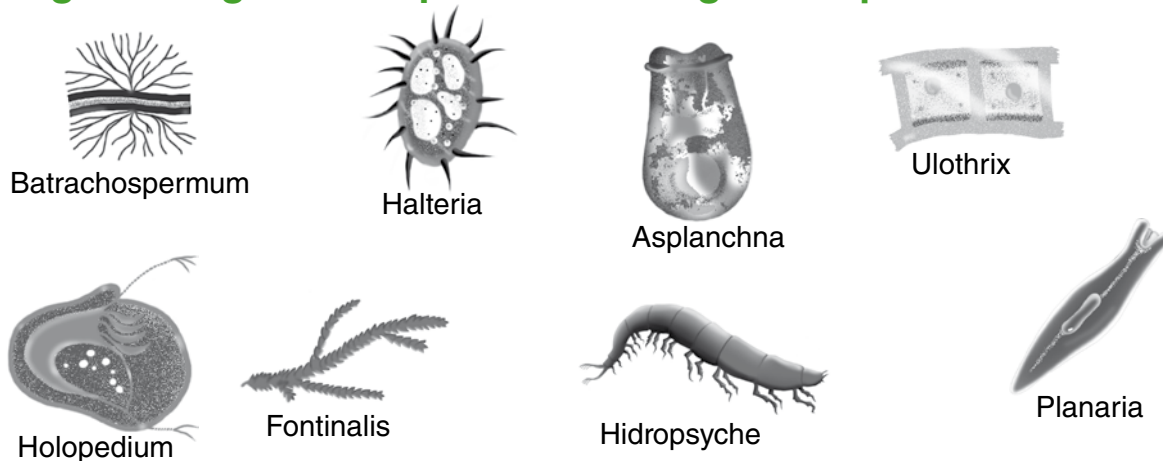 Batrachospermum
Halteria
Asplanchna
Ulothrix
Holopedium
Fontinalis
Hidropsyche
Planaria